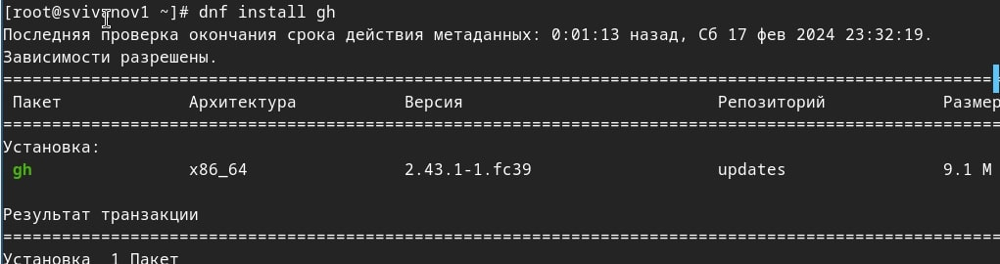 [root@svivanov1 ~]# dnf install gh
Последняя проверка окончания срока действия метаданных: 0:01:13 назад, Сб 17 фев 2024 23:32:19.
Зависимости разрешены.
================================================================================
Пакет Архитектура Версия Репозиторий Размер
================================================================================
Установка:
gh x86_64 2.43.1-1.fc39 updates 9.1 M
Результат транзакции
================================================================================
Установка 1 Пакет